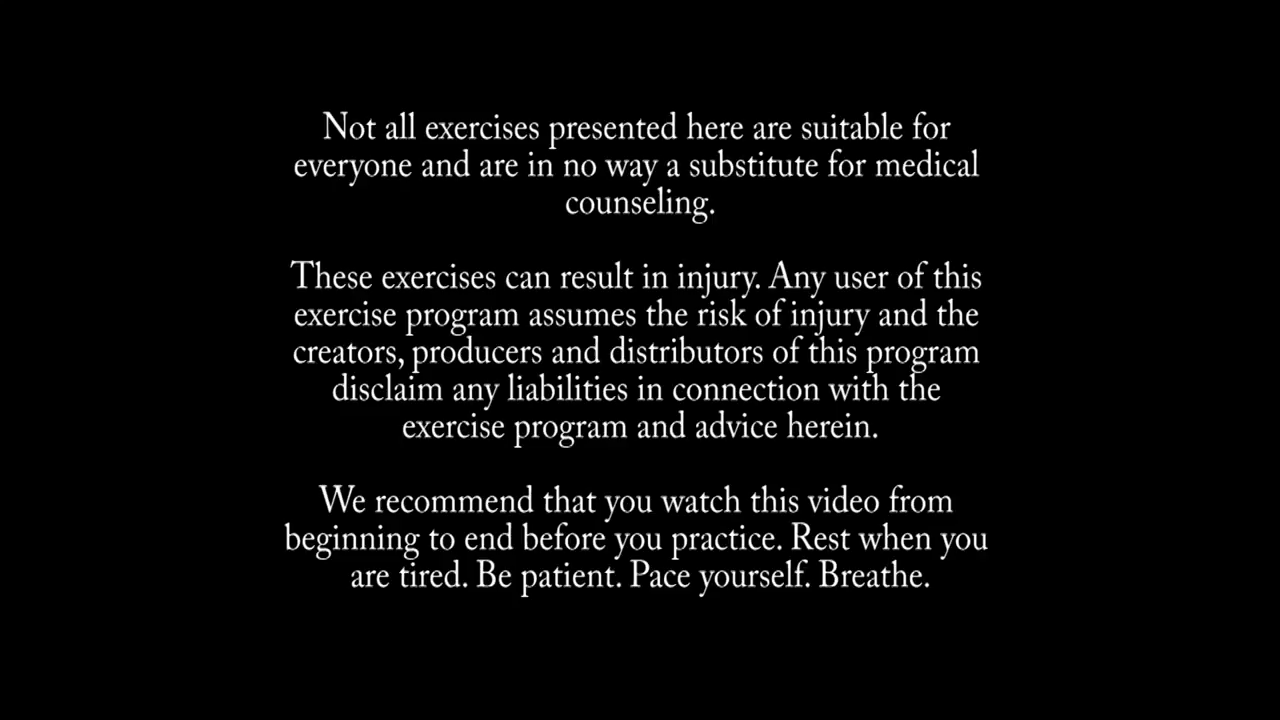 Not all exercises presented here are suitable for
everyone and are in no way a substitute for medical
counseling.
These exercises can result in injury. Any user of this
exercise program assumes the risk of injury and the
creators, producers and distributors of this program
disclaim any liabilities in connection with the
exercise program and advice herein.
We recommend that you watch this video from
beginning to end before you practice. Rest when you
are tired. Be patient. Pace yourself. Breathe.